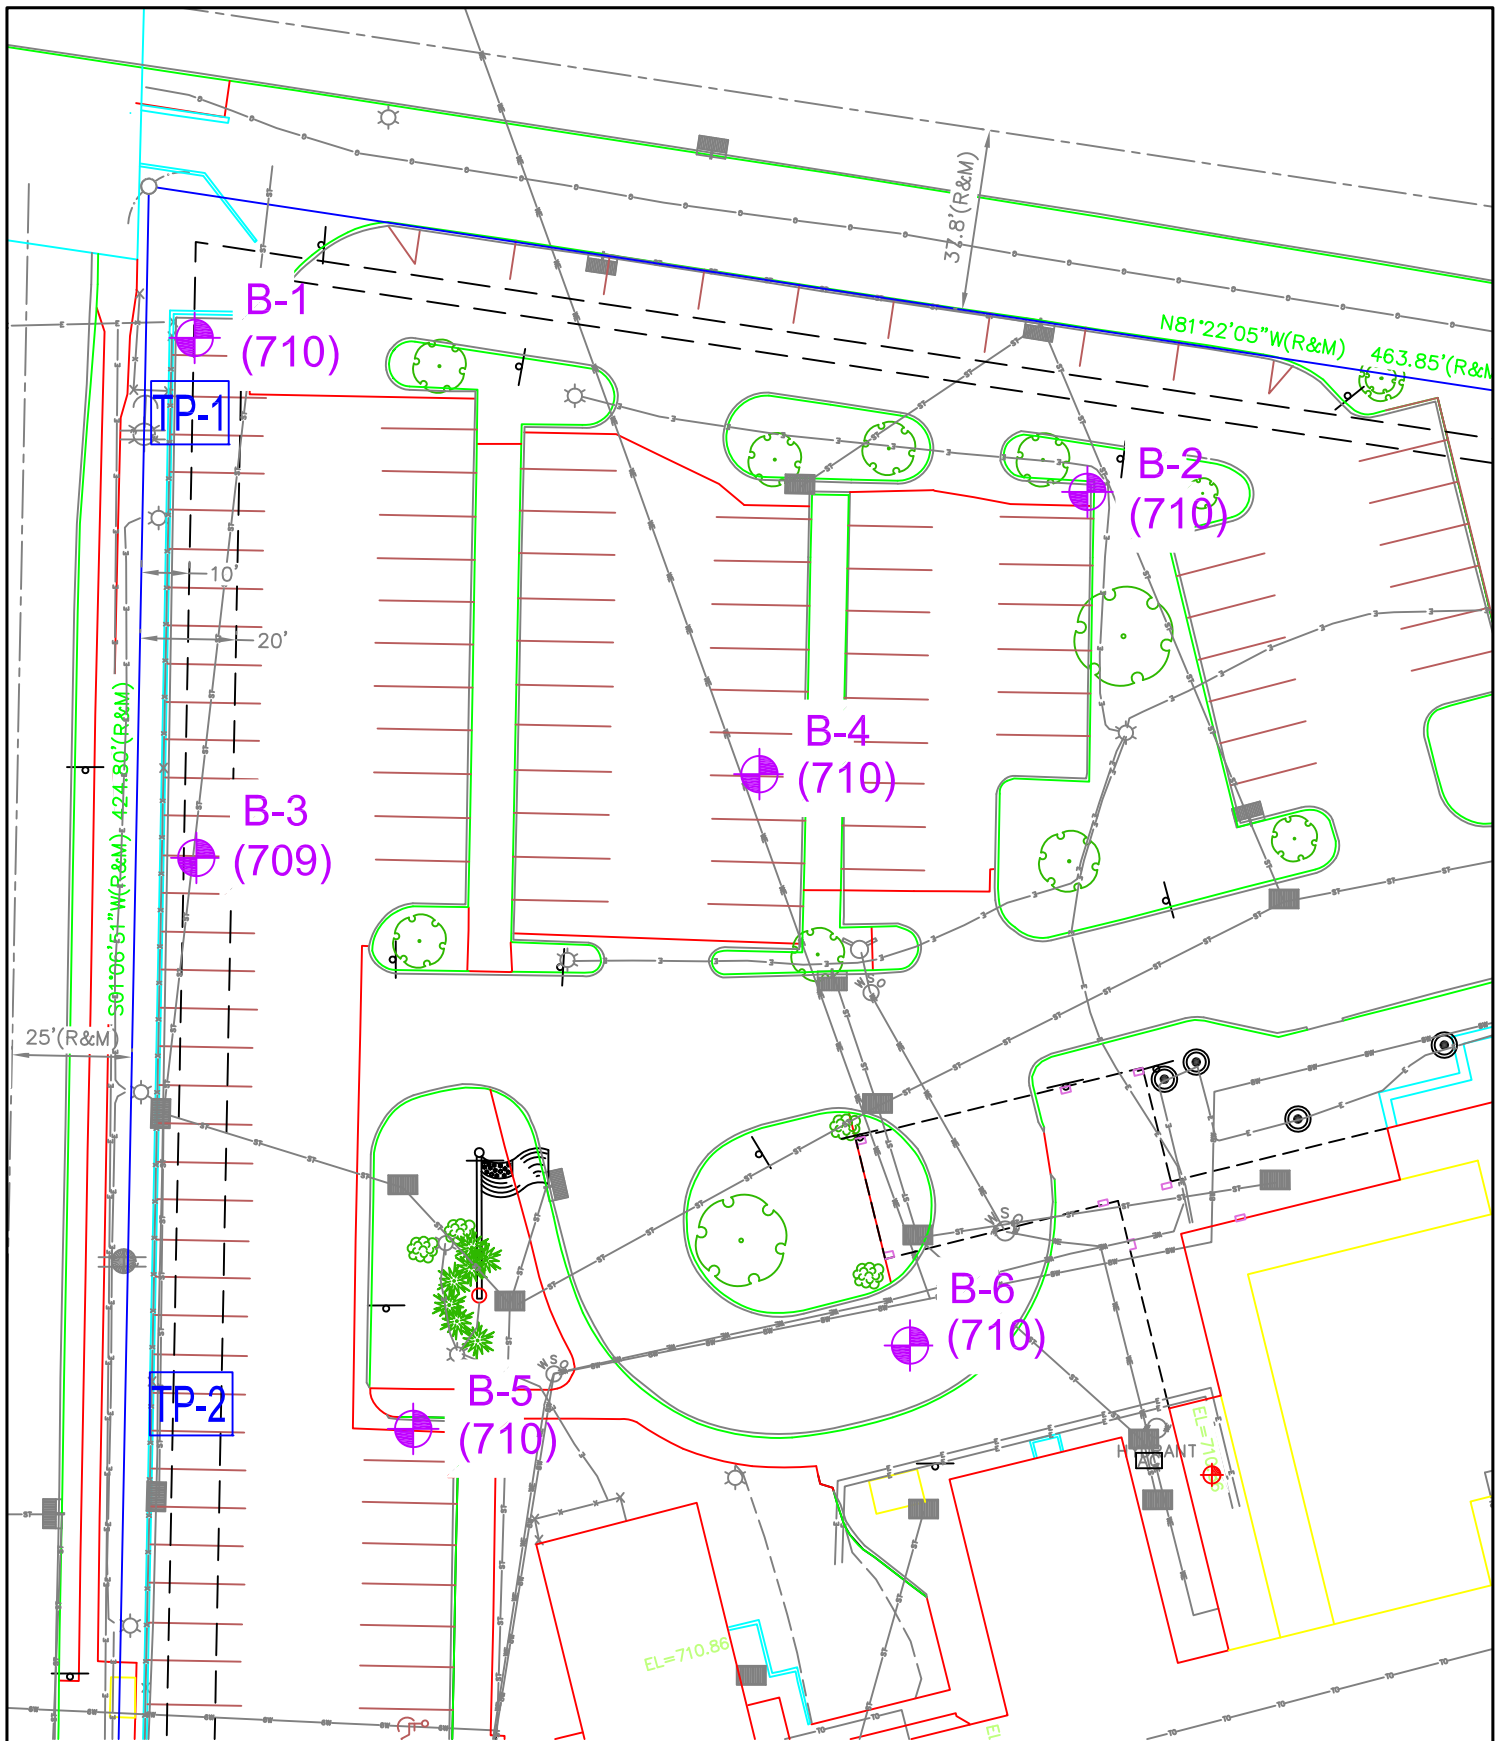 37.8'(R&M)
N81°22'05"W(R&M)
463.85'(R&M
B-1
(710)
TP-1
B-2
(710)
10'
20'
S01°06'51"W(R&M) 424.80'(R&M)
B-4
(710)
B-3
(709)
W S O
25'(R&M)
W S O
B-6
(710)
W S O
B-5
(710)
TP-2
AC
EL=710.86